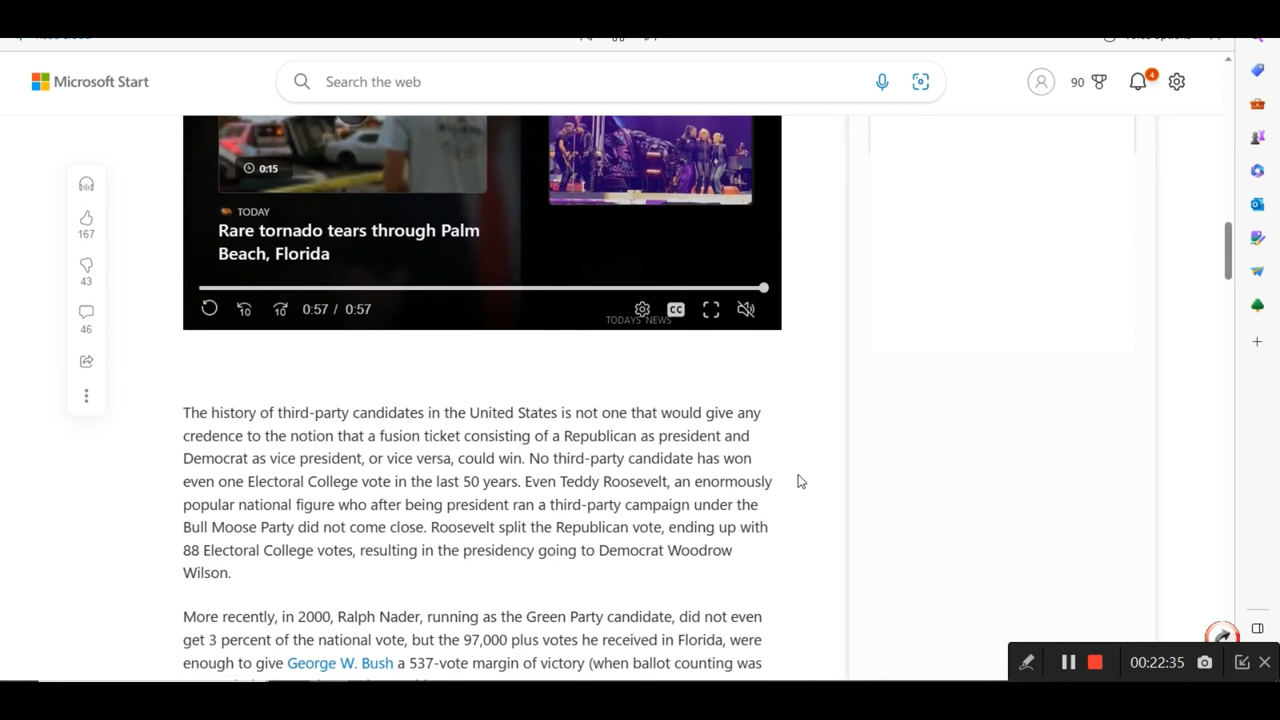 Microsoft Start
Search the web
90
4
0:15
TODAY
Rare tornado tears through Palm
Beach, Florida
10
10
0:57 / 0:57
CC
TODAYS NEWS
167
43
46
The history of third-party candidates in the United States is not one that would give any
credence to the notion that a fusion ticket consisting of a Republican as president and
Democrat as vice president, or vice versa, could win. No third-party candidate has won
even one Electoral College vote in the last 50 years. Even Teddy Roosevelt, an enormously
popular national figure who after being president ran a third-party campaign under the
Bull Moose Party did not come close. Roosevelt split the Republican vote, ending up with
88 Electoral College votes, resulting in the presidency going to Democrat Woodrow
Wilson.
More recently, in 2000, Ralph Nader, running as the Green Party candidate, did not even
get 3 percent of the national vote, but the 97,000 plus votes he received in Florida, were
enough to give George W. Bush a 537-vote margin of victory (when ballot counting was
00:22:35